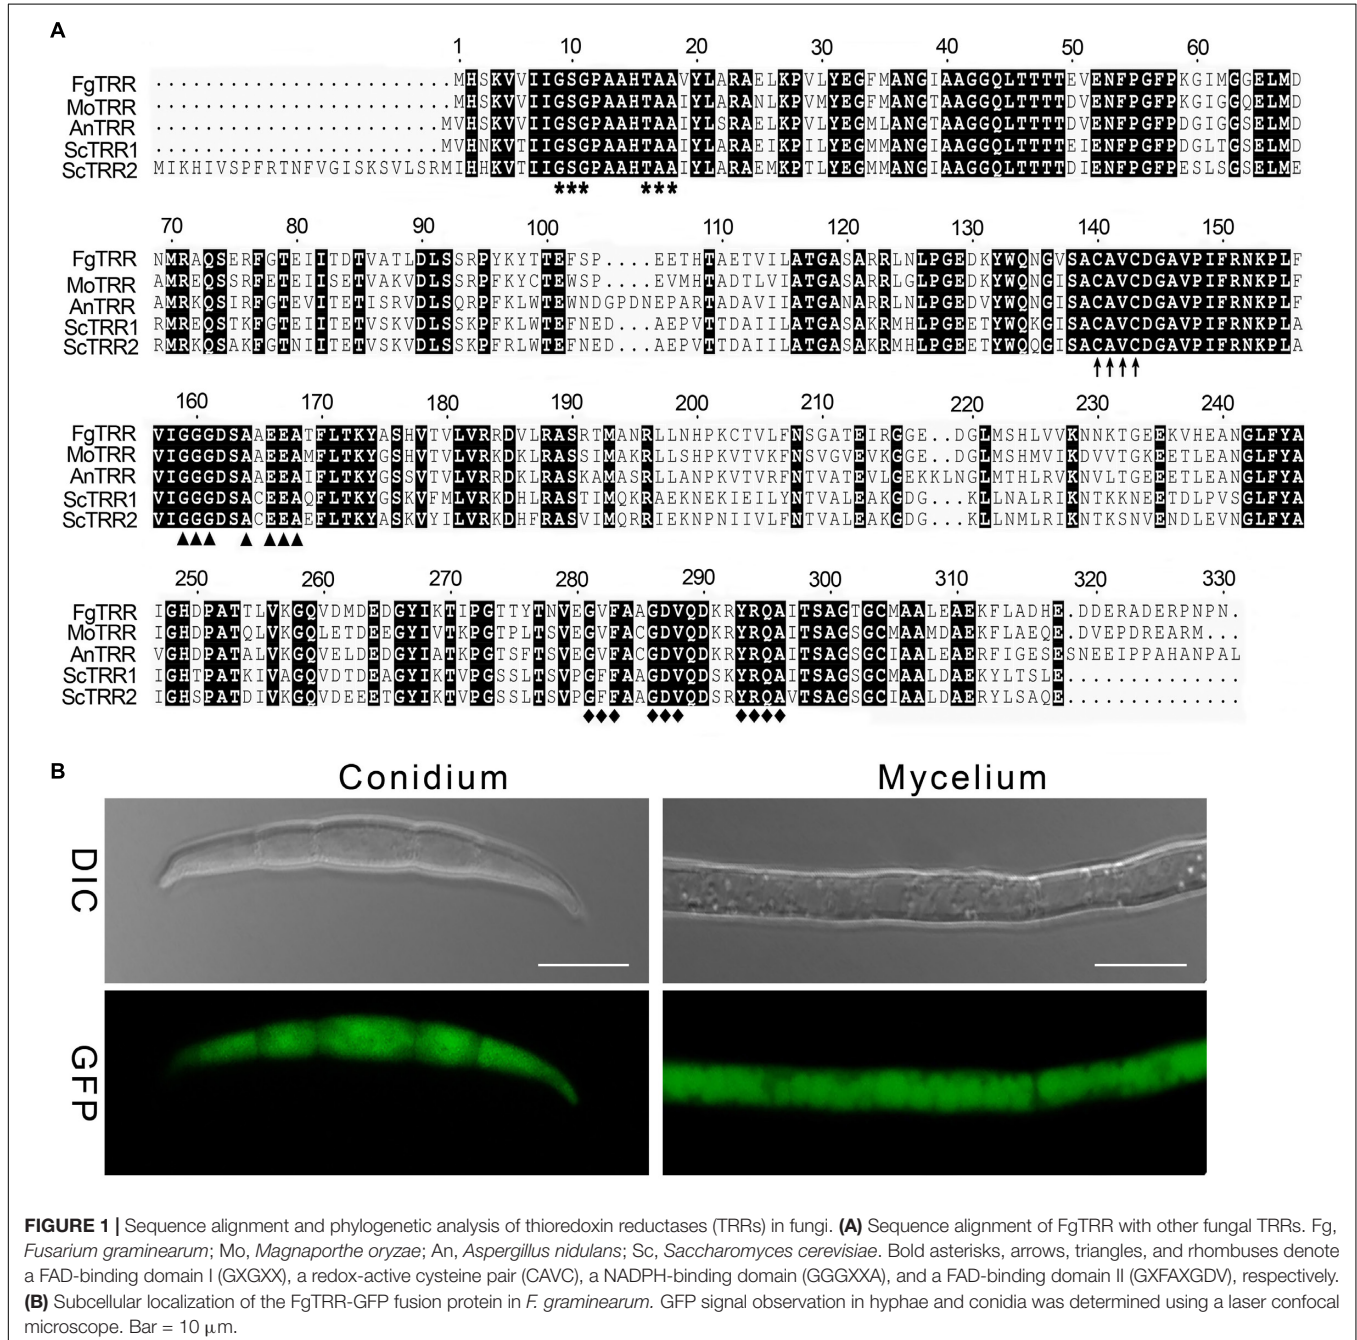 A
1 10 20 30 40 50 60
FgTRR ........................MHSKVVIIGSGPAAHTAAVYLARAELKPVLYEGFMANGIAAGGQLTTTTEVENFPGFPKGIMGGELMD
MoTRR ........................MHSKVVIIGSGPAAHTAAIYLARANLKPVMYEGFMANGIAAGGQLTTTTDVENFPGFPKGIGGQELMD
AnTRR .......................MVHSKVVIIGSGPAAHTAAIYLSRAELKPVLYEGMLANGTAAGGQLTTTTDVENFPGFPDGIGGSELMD
ScTRR1 .......................MVHNKVTIIGSGPAAHTAAIYLARAEIKPILYEGMMANGIAAGGQLTTTTEIENFPGFPDGLTGSELMD
ScTRR2 MIKHIVSPFRTNFVGISKSVLSRMIHHKVTIIGSGPAAHTAAIYLARAEMKPTLYEGMMANGIAAGGQLTTTTDIENFPGFPESLSGSELME
*** ***
70 80 90 100 110 120 130 140 150
FgTRR NMRAQSERFGTEIITDTVATLDLSSRPYKYTTEFSP....EETHTAETVILATGASARRLNLPGEDKYWQNGVSACAVCDGAVPIFRNKPLF
MoTRR AMREQSSRFETEIISETVAKVDLSSRPFKYCTEWSP....EVMHTADTLVIATGASARRLGLPGEDKYWQNGISACAVCDGAVPIFRNKPLF
AnTRR AMRKQSIRFGTEVITETISRVDLSQRPFKLWTEWNDGPDNEPARTADAVIIATGANARRLNLPGEDVYWQNGISACAVCDGAVPIFRNKPLF
ScTRR1 RMREQSTKFGTEIITETVSKVDLSSKPFKLWTEFNED...AEPVTTDAIILATGASAKRMHLPGEETYWQKGISACAVCDGAVPIFRNKPLA
ScTRR2 RMRKQSAKFGTNIITETVSKVDLSSKPFRLWTEFNED...AEPVTTDAIILATGASAKRMHLPGEETYWQQGISACAVCDGAVPIFRNKPLA
↑↑↑↑
160 170 180 190 200 210 220 230 240
FgTRR VIGGGDSAAEEATFLTKYASHVTVLVRRDVLRASRTMANRLLNHPKCTVLFNSGATEIRGGE..DGLMSHLVVKNNKTGEEKVHEANGLFYA
MoTRR VIGGGDSAAEEAMFLTKYGSHVTVLVRKDKLRASSIMAKRLLSHPKVTVKFNSVGVEVKGGE..DGLMSHMVIKDVVTGKEETLEANGLFYA
AnTRR VIGGGDSAAEEAMFLTKYGSSVTVLVRRDKLRASKAMASRLLANPKVTVRFNTVATEVLGEKKLNGLMTHLRVKNVLTGEEETLEANGLFYA
ScTRR1 VIGGGDSACEEAQFLTKYGSKVFMLVRKDHLRASTIMQKRAEKNEKIEILYNTVALEAKGDG...KLLNALRIKNTKKNEETDLPVSGLFYA
ScTRR2 VIGGGDSACEEAEFLTKYASKVYILVRKDHFRASVIMQRRIEKNPNIIVLFNTVALEAKGDG...KLLNMLRIKNTKSNVENDLEVNGLFYA
▲▲▲ ▲ ▲▲▲
250 260 270 280 290 300 310 320 330
FgTRR IGHDPATTLVKGQVDMDEDGYIKTIPGTTYTNVEGVFAAGDVQDKRYRQAITSAGTGCMAALEAEKFLADHE.DDERADERPNPN.
MoTRR IGHDPATQLVKGQLETDEEGYIVTKPGTPLTSVEGVFACGDVQDKRYRQAITSAGSGCMAAMDAEKFLAEQE.DVEPDREARM...
AnTRR VGHDPATALVKGQVELDEDGYIATKPGTSFTSVEGVFACGDVQDKRYRQAITSAGSGCMAALEAERFIGESESNEEIPPAHANPAL
ScTRR1 IGHTPATKIVAGQVDTDEAGYIKTVPGSSLTSVPGFFAAGDVQDSKYRQAITSAGSGCMAALDAEKYLTSLE..............
ScTRR2 IGHSPATDIVKGQVDEEETGYIKTVPGSSLTSVPGFFAAGDVQDSRYRQAVTSAGSGCIAALDAERYLSAQE..............
♦♦♦ ♦♦♦ ♦♦♦♦
B
Conidium Mycelium
DIC
GFP
FIGURE 1 | Sequence alignment and phylogenetic analysis of thioredoxin reductases (TRRs) in fungi. (A) Sequence alignment of FgTRR with other fungal TRRs. Fg,
Fusarium graminearum; Mo, Magnaporthe oryzae; An, Aspergillus nidulans; Sc, Saccharomyces cerevisiae. Bold asterisks, arrows, triangles, and rhombuses denote
a FAD-binding domain I (GXGXX), a redox-active cysteine pair (CAVC), a NADPH-binding domain (GGGXXA), and a FAD-binding domain II (GXFAXGDV), respectively.
(B) Subcellular localization of the FgTRR-GFP fusion protein in F. graminearum. GFP signal observation in hyphae and conidia was determined using a laser confocal
microscope. Bar = 10 μm.